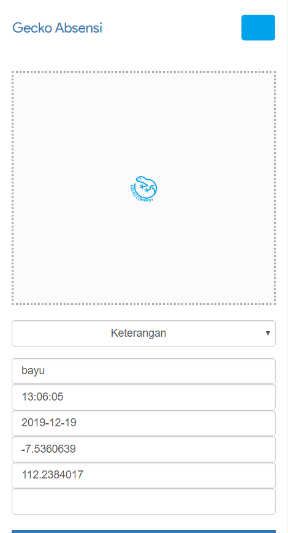 Gecko Absensi
Keterangan
bayu
13:06:05
2019-12-19
-7.5360639
112.2384017